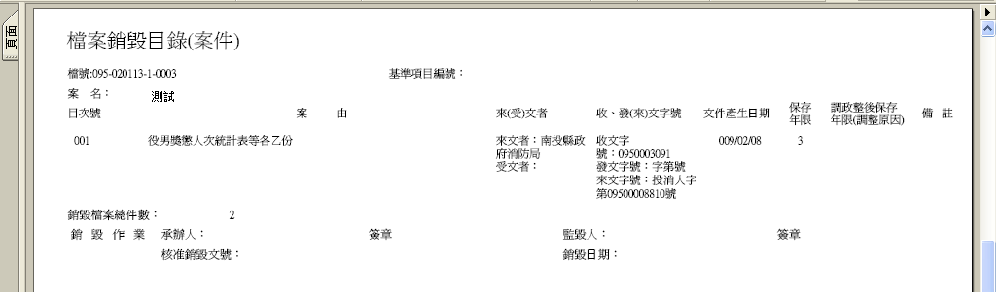 頁面
檔案銷毀目錄(案件)
檔號:095-020113-1-0003 基準項目編號：
案 名： 測試
目次號 案 由 來(受)文者 收、發(來)文字號 文件產生日期 保存年限 調政整後保存年限(調整原因) 備 註
001 役男獎懲人次統計表等各乙份 來文者：南投縣政 收文字 009/02/08 3
府消防局 號：0950003091
受文者： 發文字號：字第號
來文字號：投消人字
第09500008810號
銷毀檔案總件數： 2
銷 毀 作 業 承辦人： 簽章 監毀人： 簽章
核准銷毀文號： 銷毀日期：